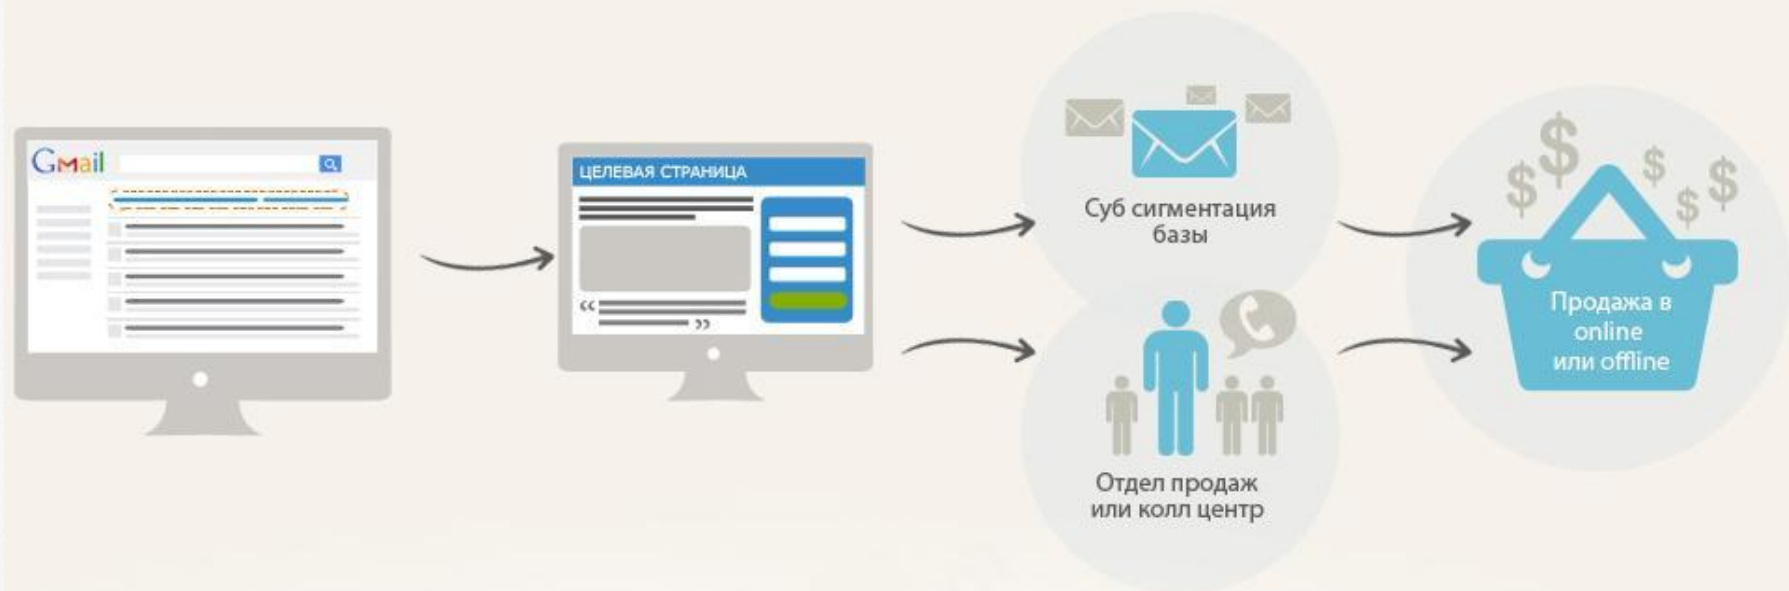 Gmail
ЦЕЛЕВАЯ СТРАНИЦА
“
”
Суб сигментация
базы
Отдел продаж
или колл центр
Продажа в
online
или offline
$ $ $ $ $